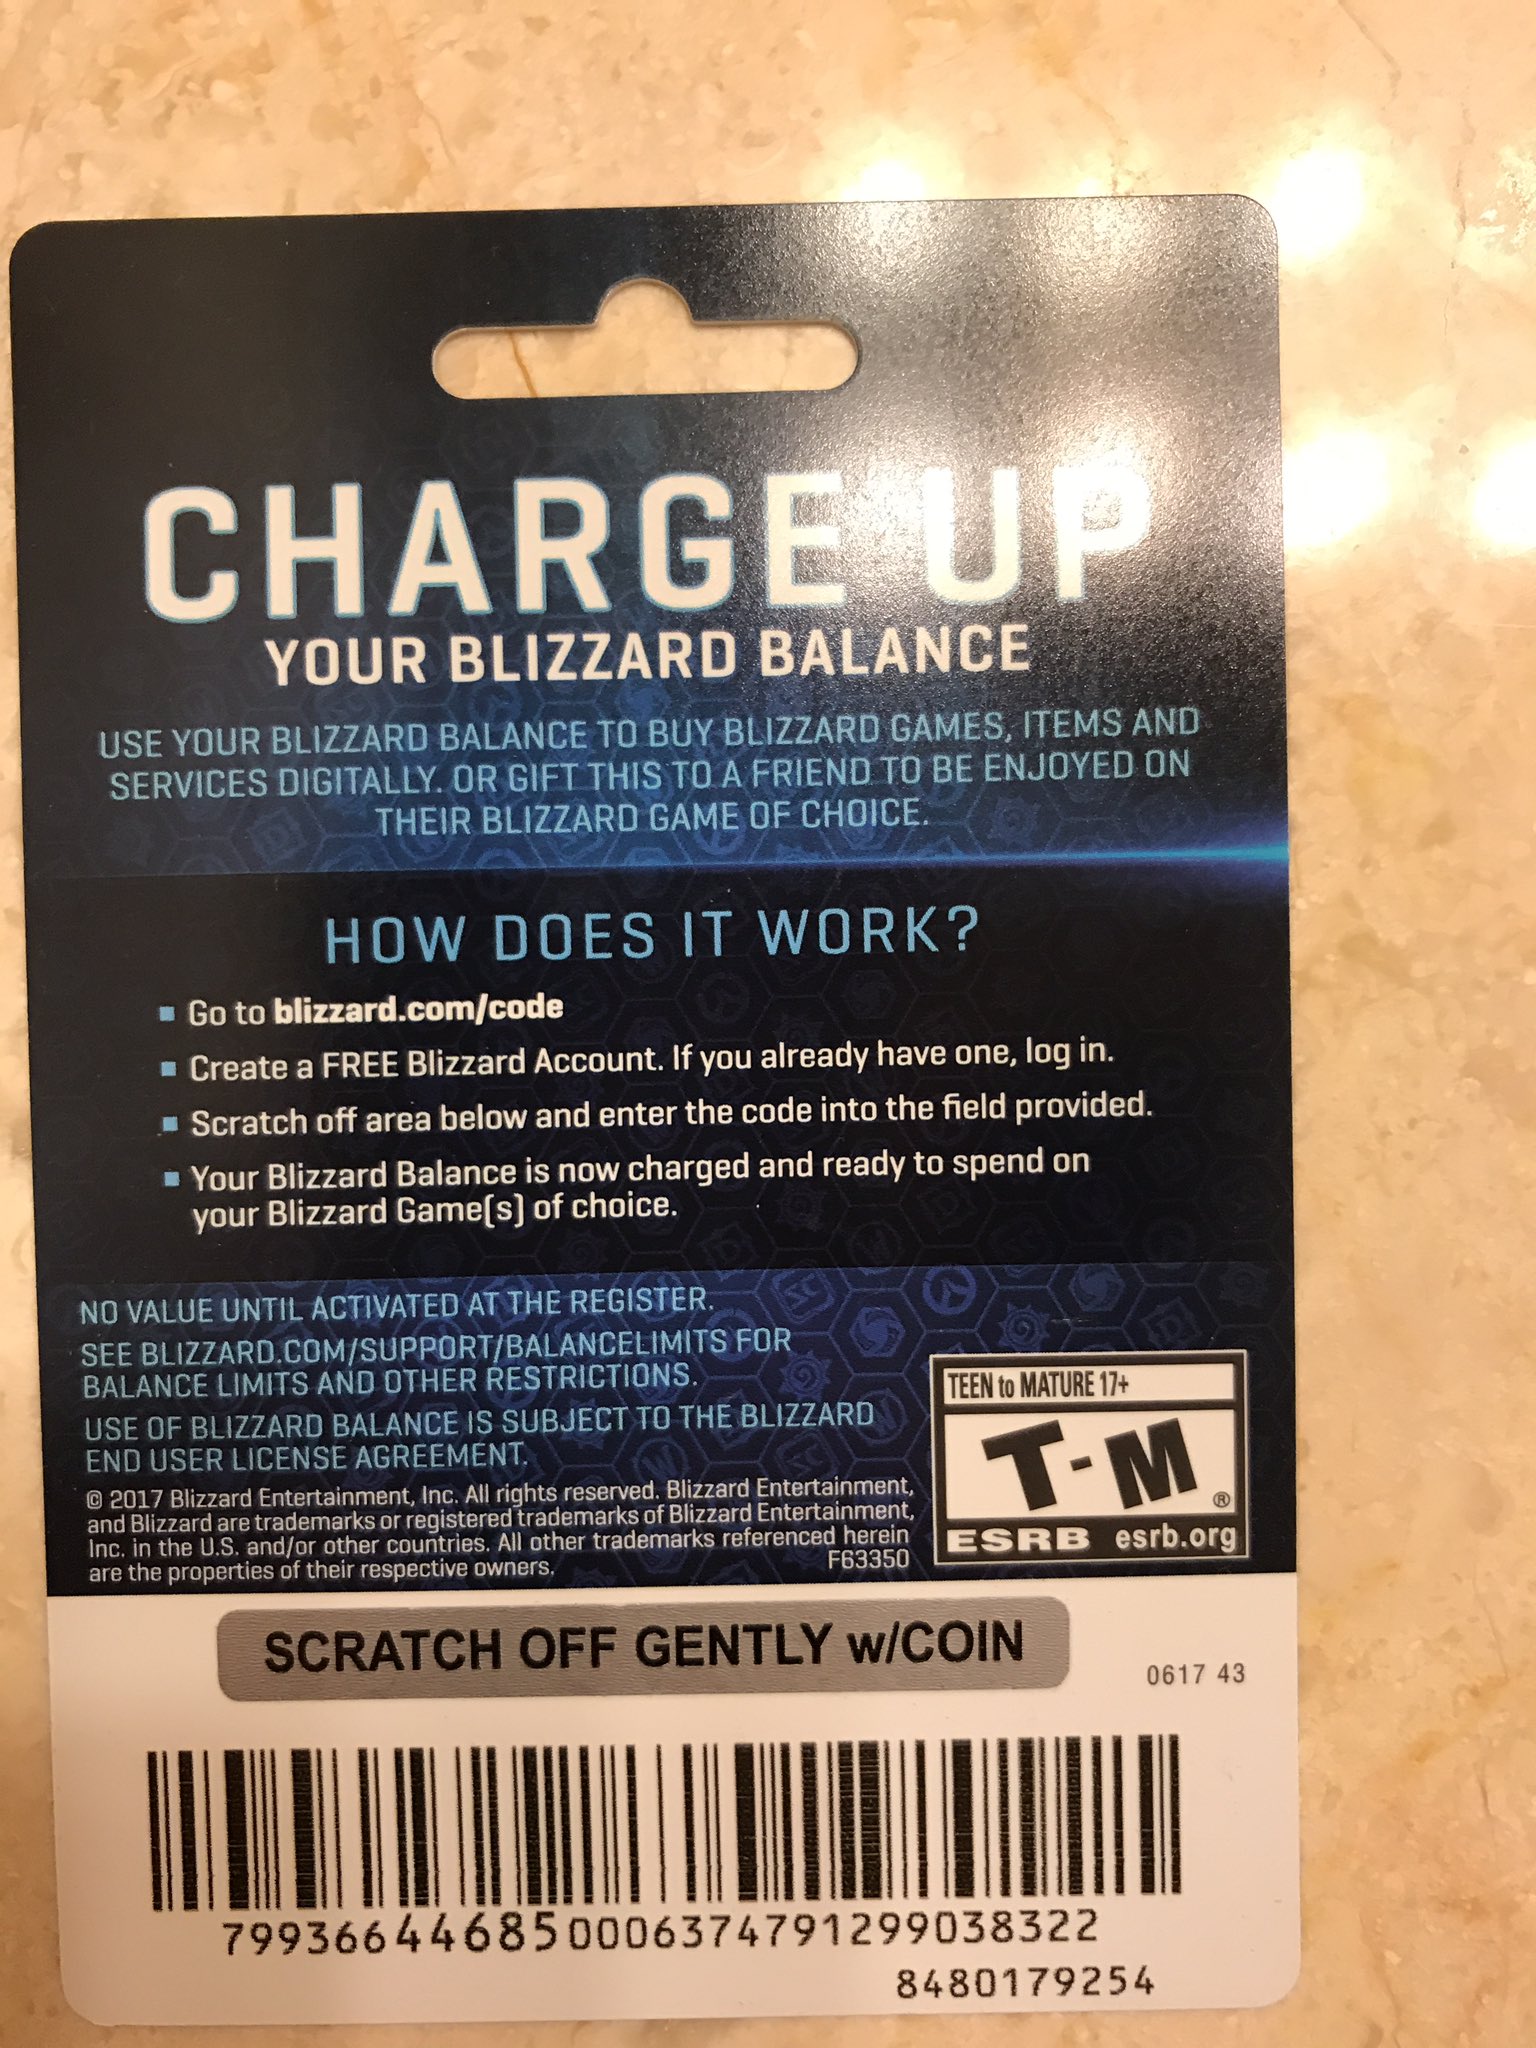 CHARGE UP
YOUR BLIZZARD BALANCE
USE YOUR BLIZZARD BALANCE TO BUY BLIZZARD GAMES, ITEMS AND
SERVICES DIGITALLY. OR GIFT THIS TO A FRIEND TO BE ENJOYED ON
THEIR BLIZZARD GAME OF CHOICE.
HOW DOES IT WORK?
▪ Go to blizzard.com/code
▪ Create a FREE Blizzard Account. If you already have one, log in.
▪ Scratch off area below and enter the code into the field provided.
▪ Your Blizzard Balance is now charged and ready to spend on
your Blizzard Game(s) of choice.
NO VALUE UNTIL ACTIVATED AT THE REGISTER.
SEE BLIZZARD.COM/SUPPORT/BALANCELIMITS FOR
BALANCE LIMITS AND OTHER RESTRICTIONS.
USE OF BLIZZARD BALANCE IS SUBJECT TO THE BLIZZARD
END USER LICENSE AGREEMENT.
© 2017 Blizzard Entertainment, Inc. All rights reserved. Blizzard Entertainment,
and Blizzard are trademarks or registered trademarks of Blizzard Entertainment,
Inc. in the U.S. and/or other countries. All other trademarks referenced herein
are the properties of their respective owners.
F63350
TEEN to MATURE 17+
T-M®
ESRB esrb.org
SCRATCH OFF GENTLY w/COIN
0617 43
799366446850006374791299038322
8480179254